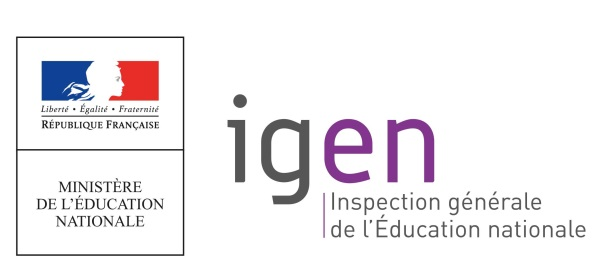 Liberté • Égalité • Fraternité
RÉPUBLIQUE FRANÇAISE
MINISTÈRE
DE L'ÉDUCATION
NATIONALE
igen
Inspection générale
de l'Éducation nationale